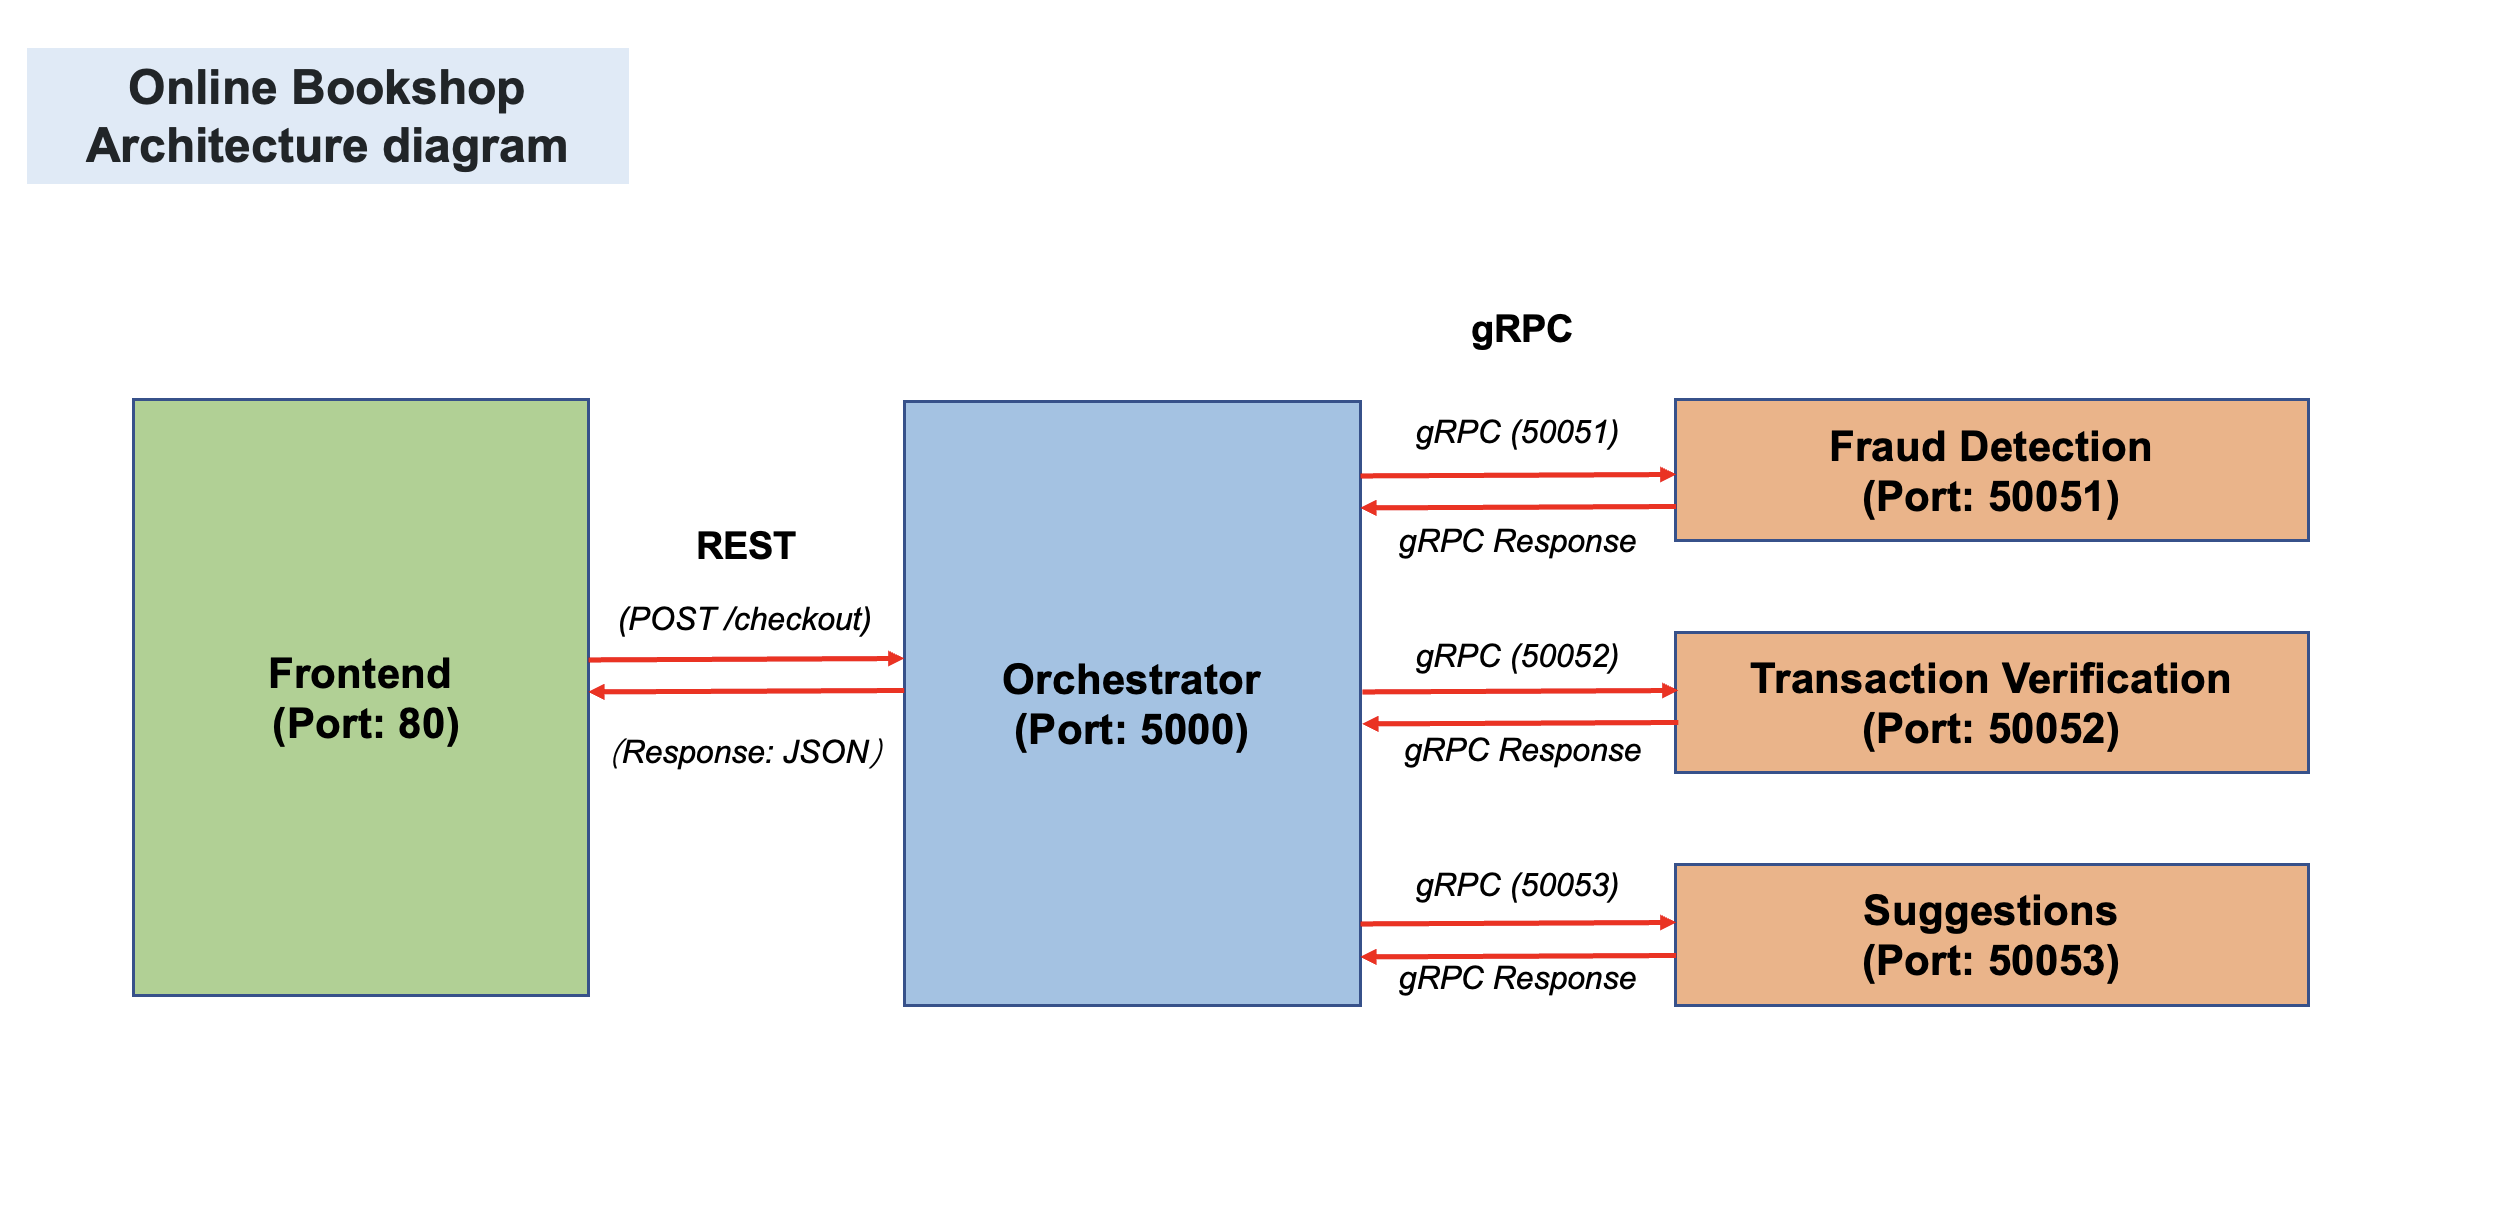 Online Bookshop
Architecture diagram
gRPC
gRPC (50051)
Fraud Detection
(Port: 50051)
gRPC Response
REST
(POST /checkout)
Frontend
(Port: 80)
(Response: JSON）
Orchestrator
(Port: 5000)
gRPC (50052)
Transaction Verification
(Port: 50052)
gRPC Response
gRPC (50053)
Suggestions
(Port: 50053)
gRPC Response